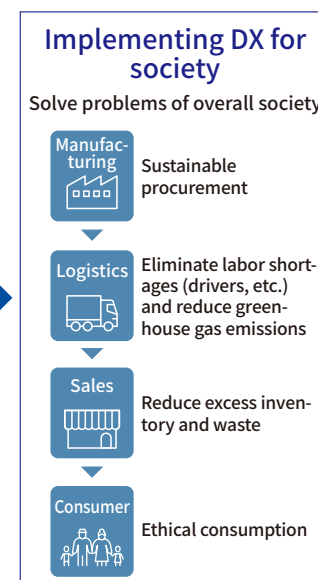 Implementing DX for
society
Solve problems of overall society
Manufac-
turing
Sustainable
procurement
Logistics
Eliminate labor short-
ages (drivers, etc.)
and reduce green-
house gas emissions
Sales
Reduce excess inven-
tory and waste
Consumer
Ethical consumption